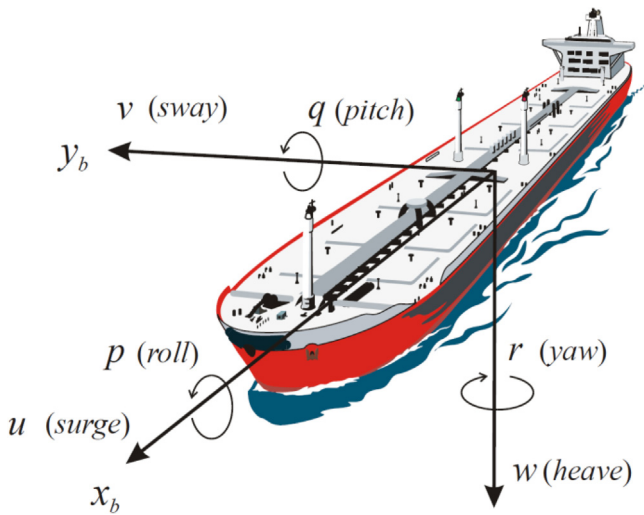 v (sway)
q (pitch)
y_b
p (roll)
r (yaw)
u (surge)
w (heave)
x_b